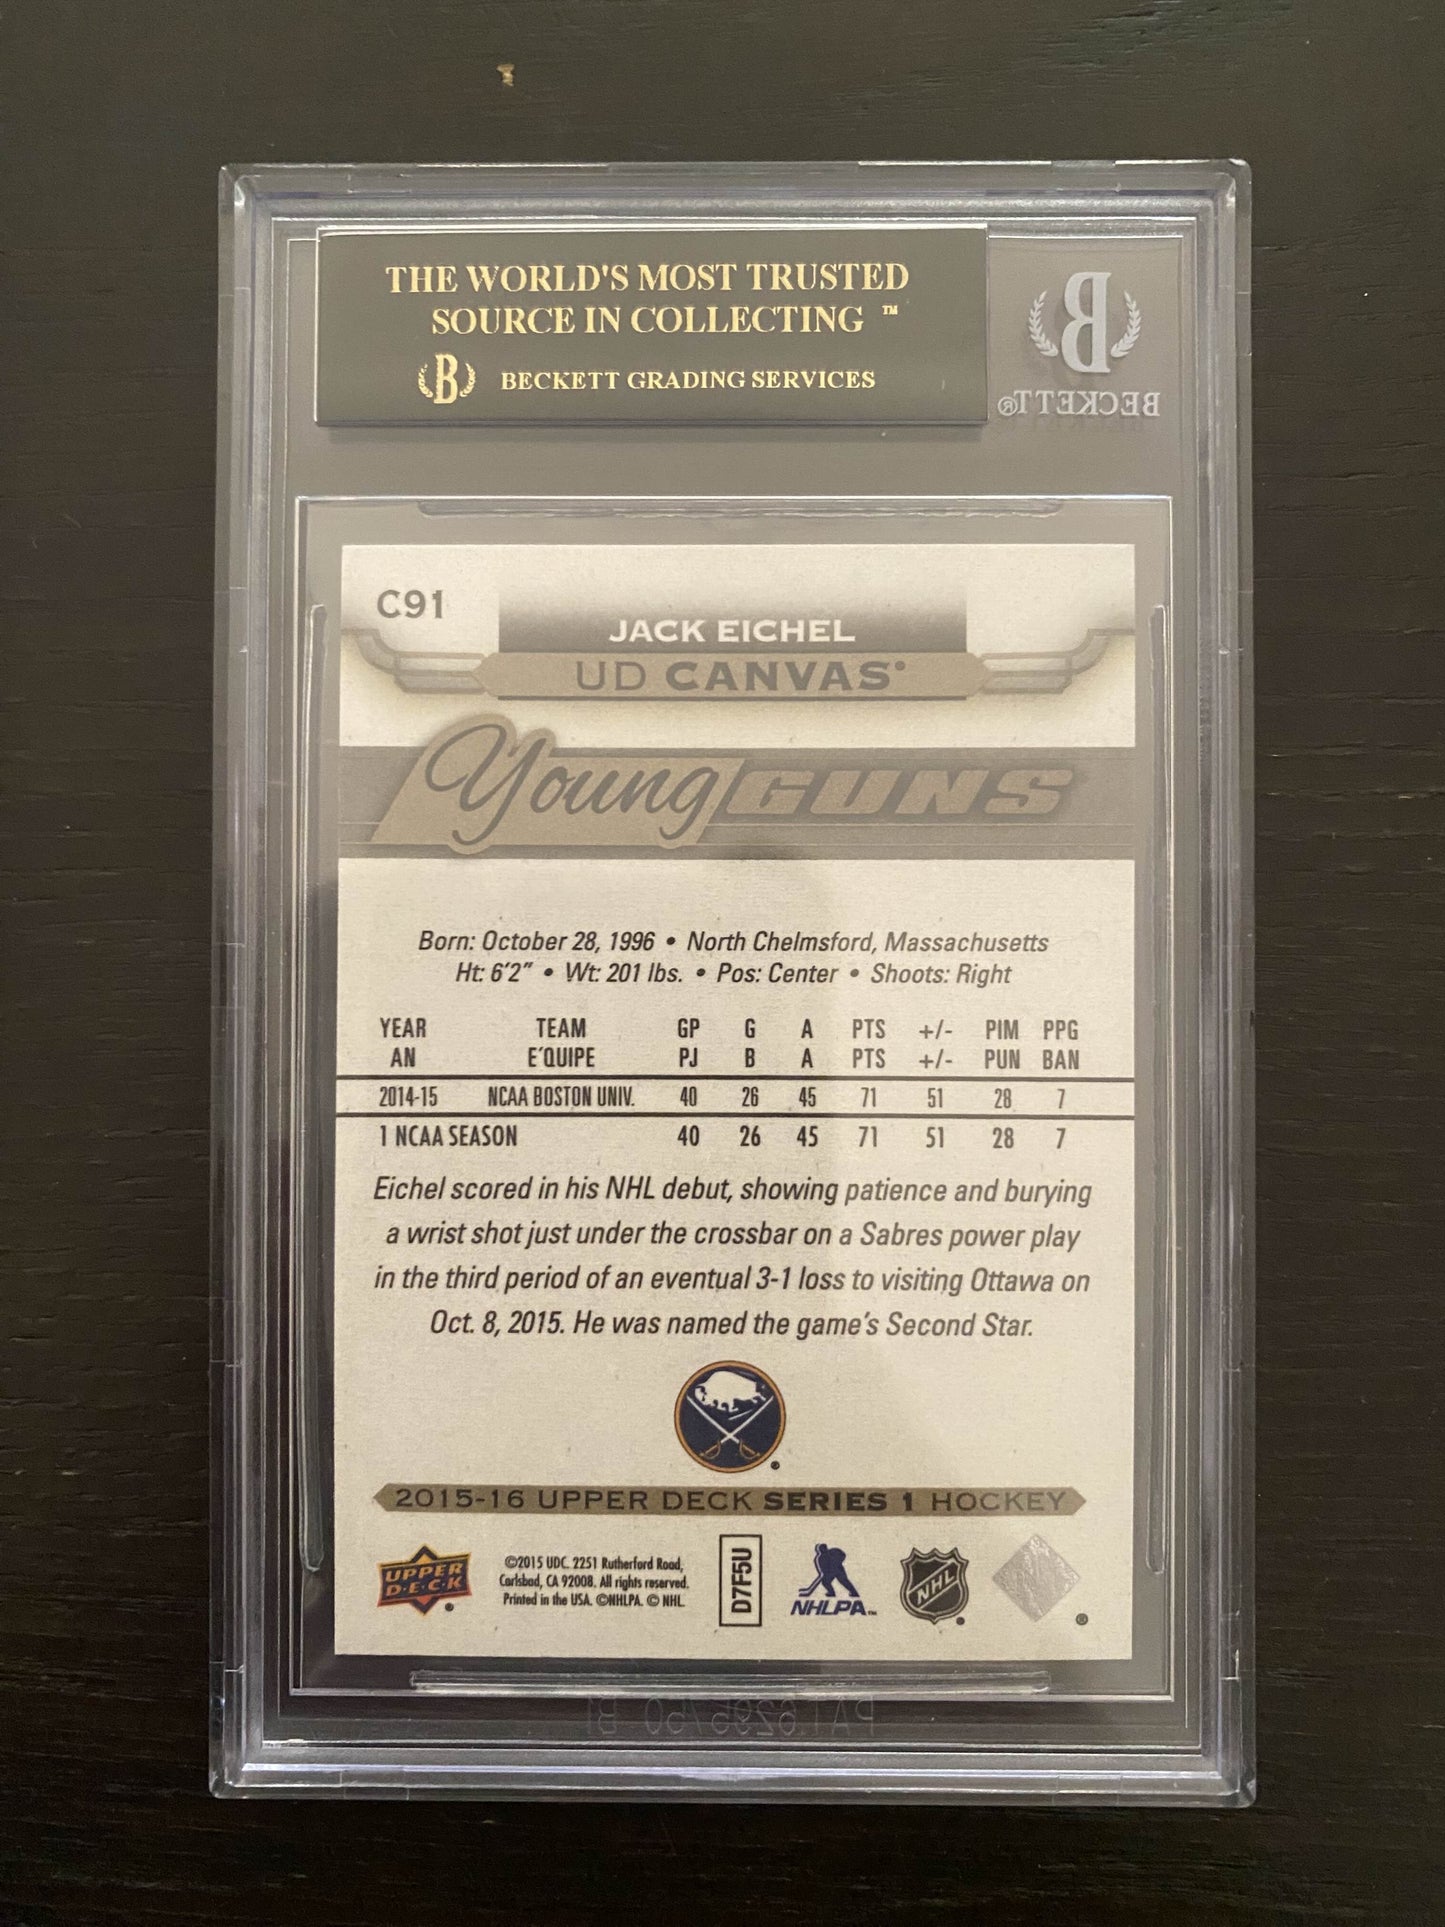 THE WORLD'S MOST TRUSTED
SOURCE IN COLLECTING ™
B BECKETT GRADING SERVICES
B
BECKETT®
C91
JACK EICHEL
UD CANVAS®
Young GUNS
Born: October 28, 1996 • North Chelmsford, Massachusetts
Ht: 6'2" • Wt: 201 lbs. • Pos: Center • Shoots: Right
YEAR TEAM GP G A PTS +/- PIM PPG
AN E´QUIPE PJ B A PTS +/- PUN BAN
2014-15 NCAA BOSTON UNIV. 40 26 45 71 51 28 7
1 NCAA SEASON 40 26 45 71 51 28 7
Eichel scored in his NHL debut, showing patience and burying
a wrist shot just under the crossbar on a Sabres power play
in the third period of an eventual 3-1 loss to visiting Ottawa on
Oct. 8, 2015. He was named the game's Second Star.
®
2015-16 UPPER DECK SERIES 1 HOCKEY
UPPER
D·E·C·K
®
©2015 UDC. 2251 Rutherford Road,
Carlsbad, CA 92008. All rights reserved.
Printed in the USA. ©NHLPA. © NHL.
D7F5U
NHLPA™
NHL
®
®